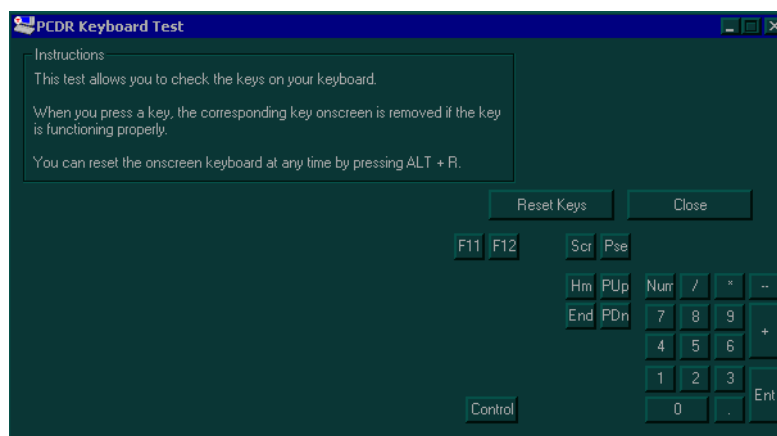 PCDR Keyboard Test
Instructions
This test allows you to check the keys on your keyboard.
When you press a key, the corresponding key onscreen is removed if the key
is functioning properly.
You can reset the onscreen keyboard at any time by pressing ALT + R.
Reset Keys Close
F11 F12 Scr Pse
Hm PUp Num / * --
End PDn 7 8 9
+
4 5 6
1 2 3
Ent
Control 0 .